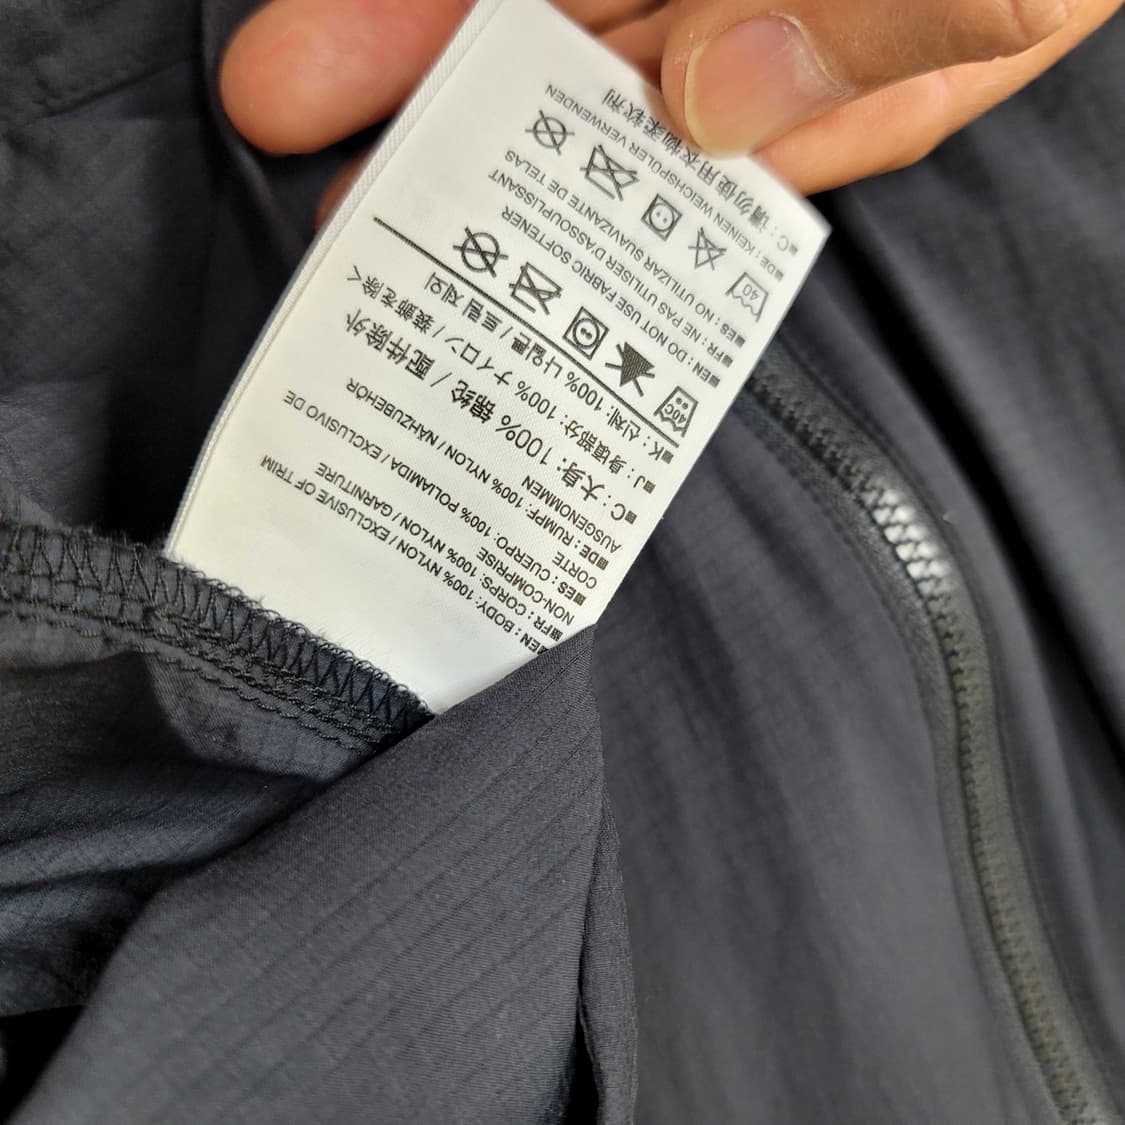 EN : BODY: 100% NYLON / EXCLUSIVE OF TRIM
FR : CORPS: 100% NYLON / GARNITURE
NON-COMPRISE
ES : CUERPO: 100% POLIAMIDA / EXCLUSIVO DE
CORTE
DE : RUMPF: 100% NYLON / NÄHZUBEHÖR
AUSGENOMMEN
C : 大身: 100% 锦纶 / 配件除外
J : 身頃部分: 100% ナイロン / 装飾を除く
K : 신체: 100% 나일론 / 트림 제외
40C
EN : DO NOT USE FABRIC SOFTENER
FR : NE PAS UTILISER D'ASSOUPLISSANT
ES : NO UTILIZAR SUAVIZANTE DE TELAS
40
DE : KEINEN WEICHSPÜLER VERWENDEN
C : 请勿使用衣物柔软剂